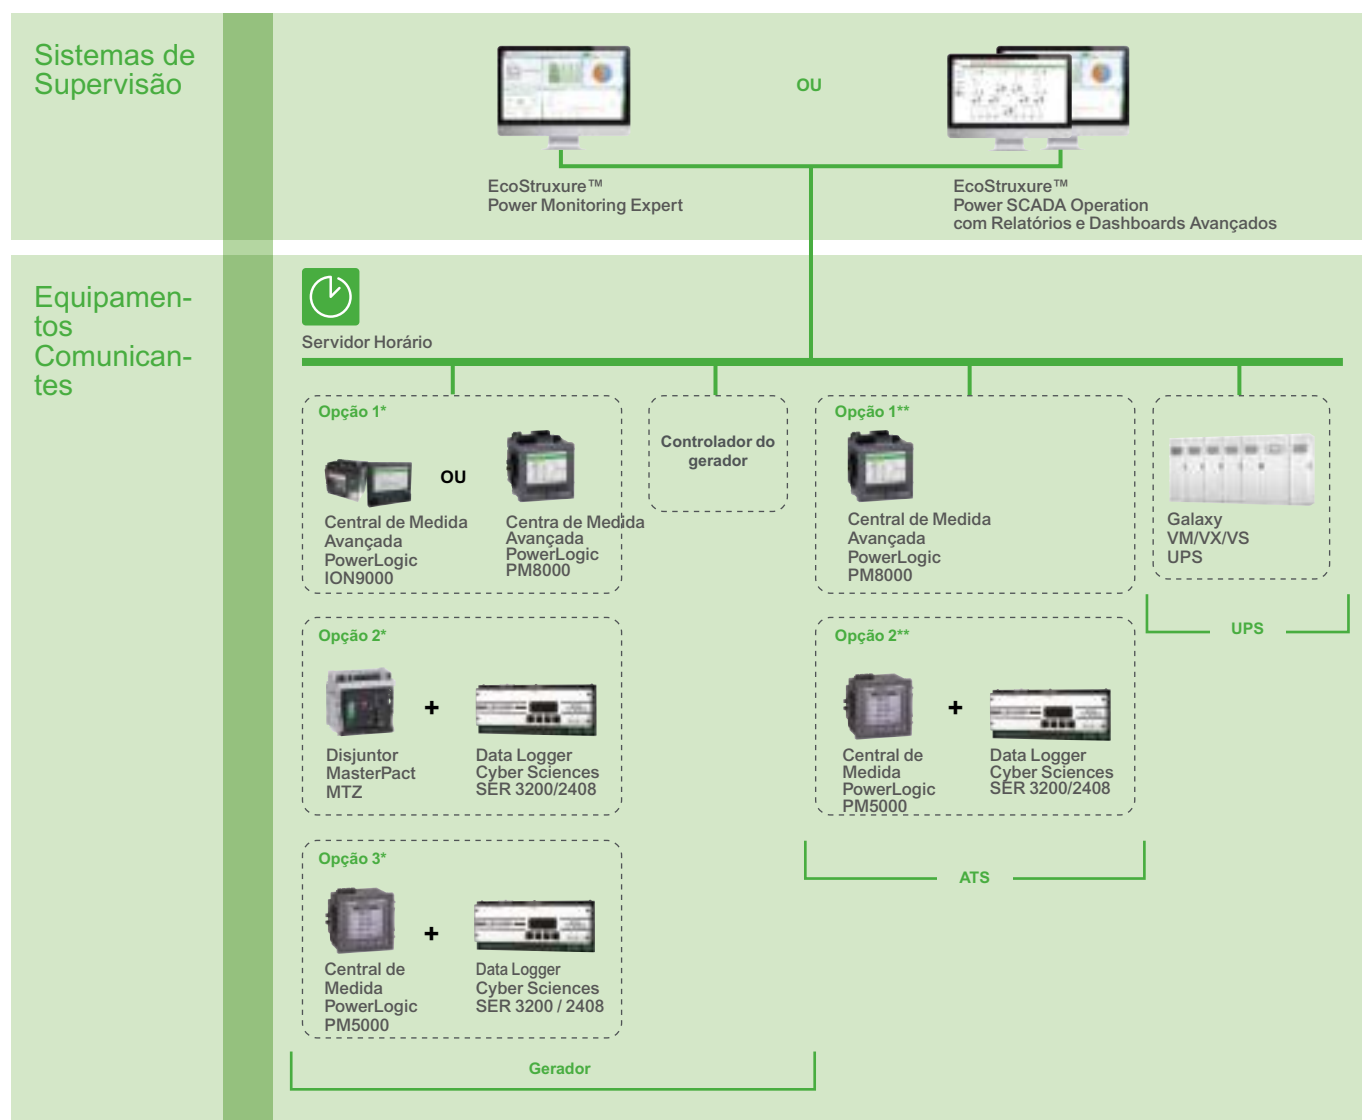 Sistemas de
Supervisão
OU
EcoStruxure™
Power Monitoring Expert
EcoStruxure™
Power SCADA Operation
com Relatórios e Dashboards Avançados
Equipamen-
tos
Comunican-
tes
Servidor Horário
Opção 1*
OU
Central de Medida
Avançada
PowerLogic
ION9000
Centra de Medida
Avançada
PowerLogic
PM8000
Controlador do
gerador
Opção 1**
Central de Medida
Avançada
PowerLogic
PM8000
Galaxy
VM/VX/VS
UPS
UPS
Opção 2*
+
Disjuntor
MasterPact
MTZ
Data Logger
Cyber Sciences
SER 3200/2408
Opção 2**
+
Central de
Medida
PowerLogic
PM5000
Data Logger
Cyber Sciences
SER 3200/2408
ATS
Opção 3*
+
Central de
Medida
PowerLogic
PM5000
Data Logger
Cyber Sciences
SER 3200 / 2408
Gerador